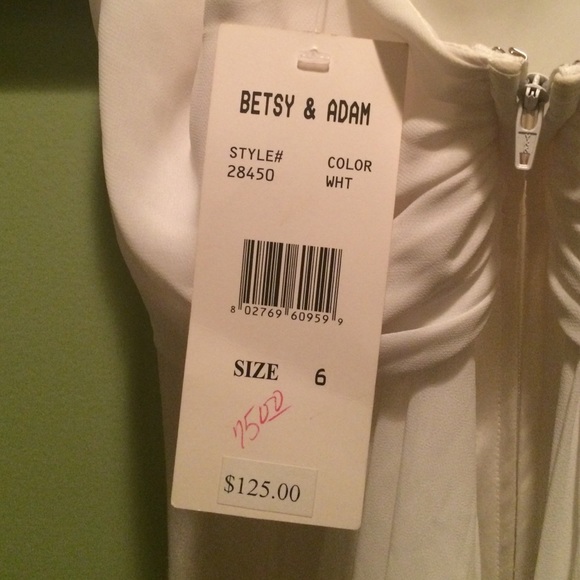 BETSY & ADAM
STYLE# COLOR
28450 WHT
8 02769 60959 9
SIZE 6
7500
$125.00